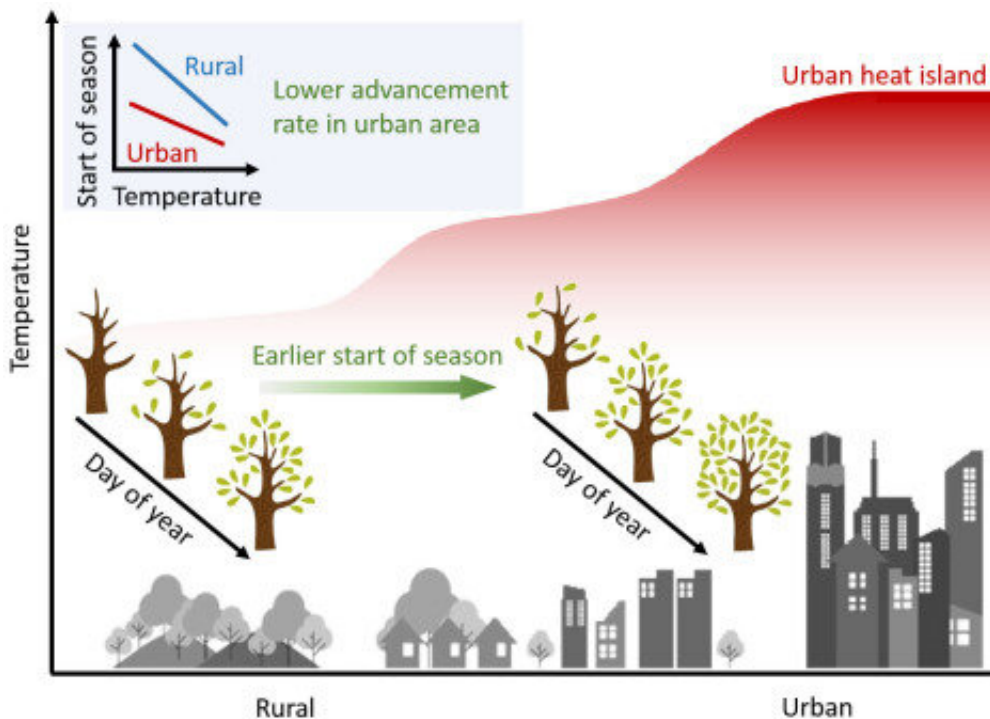 Start of season
Rural
Urban
Temperature
Lower advancement
rate in urban area
Urban heat island
Temperature
Earlier start of season
Day of year
Day of year
Rural
Urban